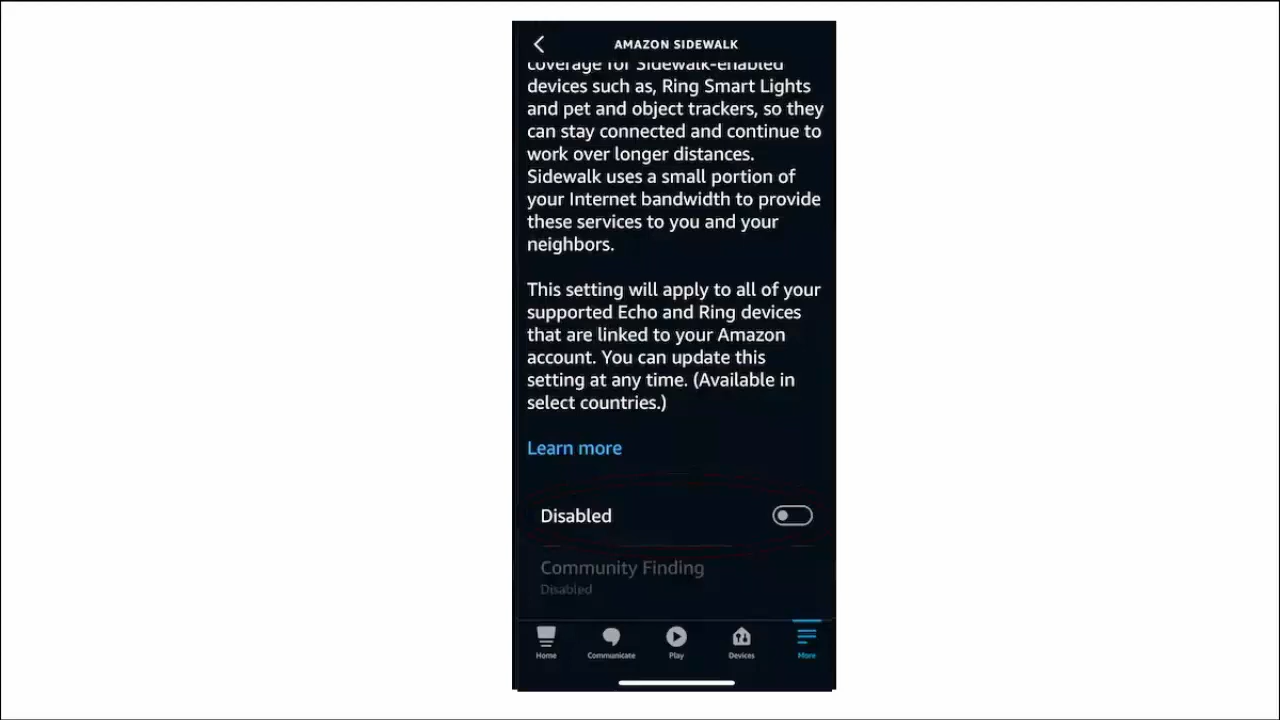 AMAZON SIDEWALK
coverage for Sidewalk-enabled
devices such as, Ring Smart Lights
and pet and object trackers, so they
can stay connected and continue to
work over longer distances.
Sidewalk uses a small portion of
your Internet bandwidth to provide
these services to you and your
neighbors.
This setting will apply to all of your
supported Echo and Ring devices
that are linked to your Amazon
account. You can update this
setting at any time. (Available in
select countries.)
Learn more
Disabled
Community Finding
Disabled
Home Communicate Play Devices More